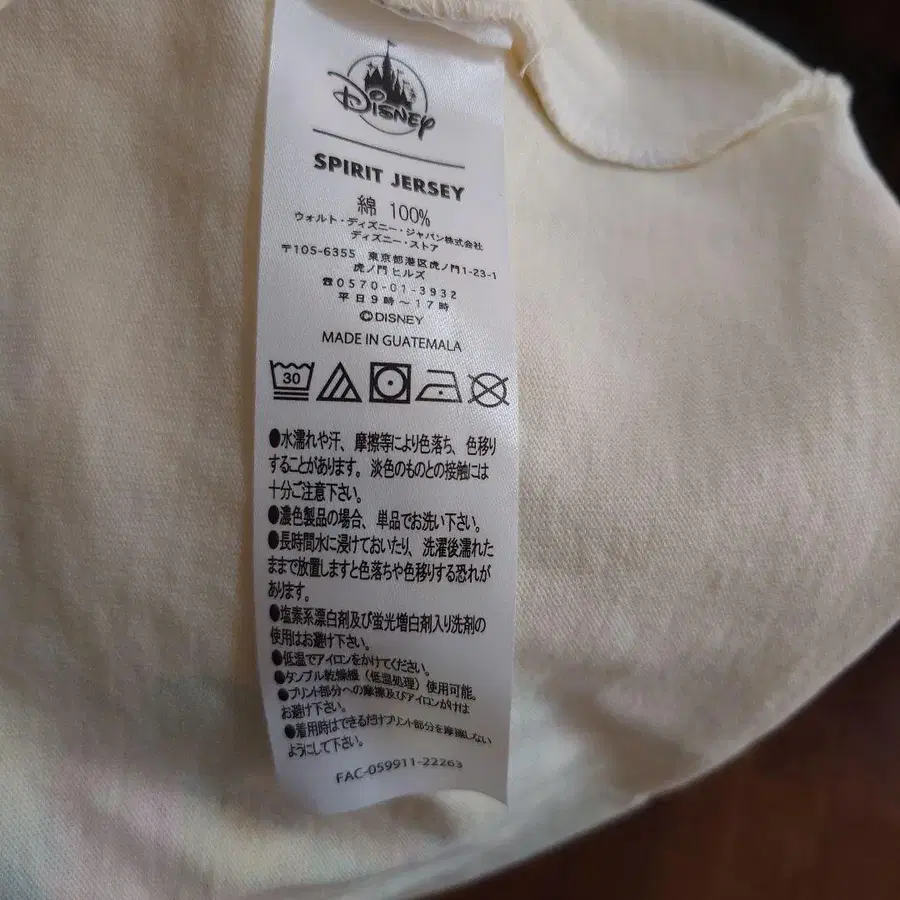 Disney
SPIRIT JERSEY
綿 100%
ウォルト・ディズニー・ジャパン株式会社
ディズニー・ストア
〒105-6355 東京都港区虎ノ門1-23-1
虎ノ門 ヒルズ
☎0570-01-3932
平日9時～17時
©DISNEY
MADE IN GUATEMALA
30
●水濡れや汗、摩擦等により色落ち、色移り
することがあります。淡色のものとの接触には
十分ご注意下さい。
●濃色製品の場合、単品でお洗い下さい。
●長時間水に浸けておいたり、洗濯後濡れた
ままで放置しますと色落ちや色移りする恐れが
あります。
●塩素系漂白剤及び蛍光増白剤入り洗剤の
使用はお避け下さい。
●低温でアイロンをかけてください。
●タンブル乾燥機（低温処理）使用可能。
●プリント部分への摩擦及びアイロンがけは
お避け下さい。
●着用時はできるだけプリント部分を摩擦しない
ようにして下さい。
FAC-059911-22263